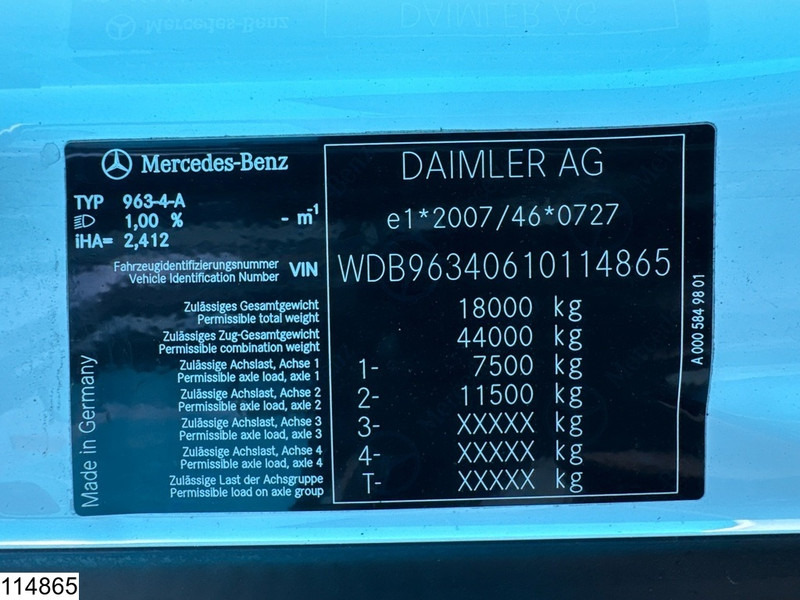 Mercedes-Benz
DAIMLER AG
TYP 963-4-A
1,00 % - m⁻¹
iHA= 2,412
e1*2007/46*0727
Fahrzeugidentifizierungsnummer
Vehicle Identification Number VIN WDB96340610114865
Zulässiges Gesamtgewicht
Permissible total weight 18000 kg
Zulässiges Zug-Gesamtgewicht
Permissible combination weight 44000 kg
Zulässige Achslast, Achse 1
Permissible axle load, axle 1 1- 7500 kg
Zulässige Achslast, Achse 2
Permissible axle load, axle 2 2- 11500 kg
Zulässige Achslast, Achse 3
Permissible axle load, axle 3 3- XXXXX kg
Zulässige Achslast, Achse 4
Permissible axle load, axle 4 4- XXXXX kg
Zulässige Last der Achsgruppe
Permissible load on axle group T- XXXXX kg
Made in Germany
A 000 584 98 01
114865